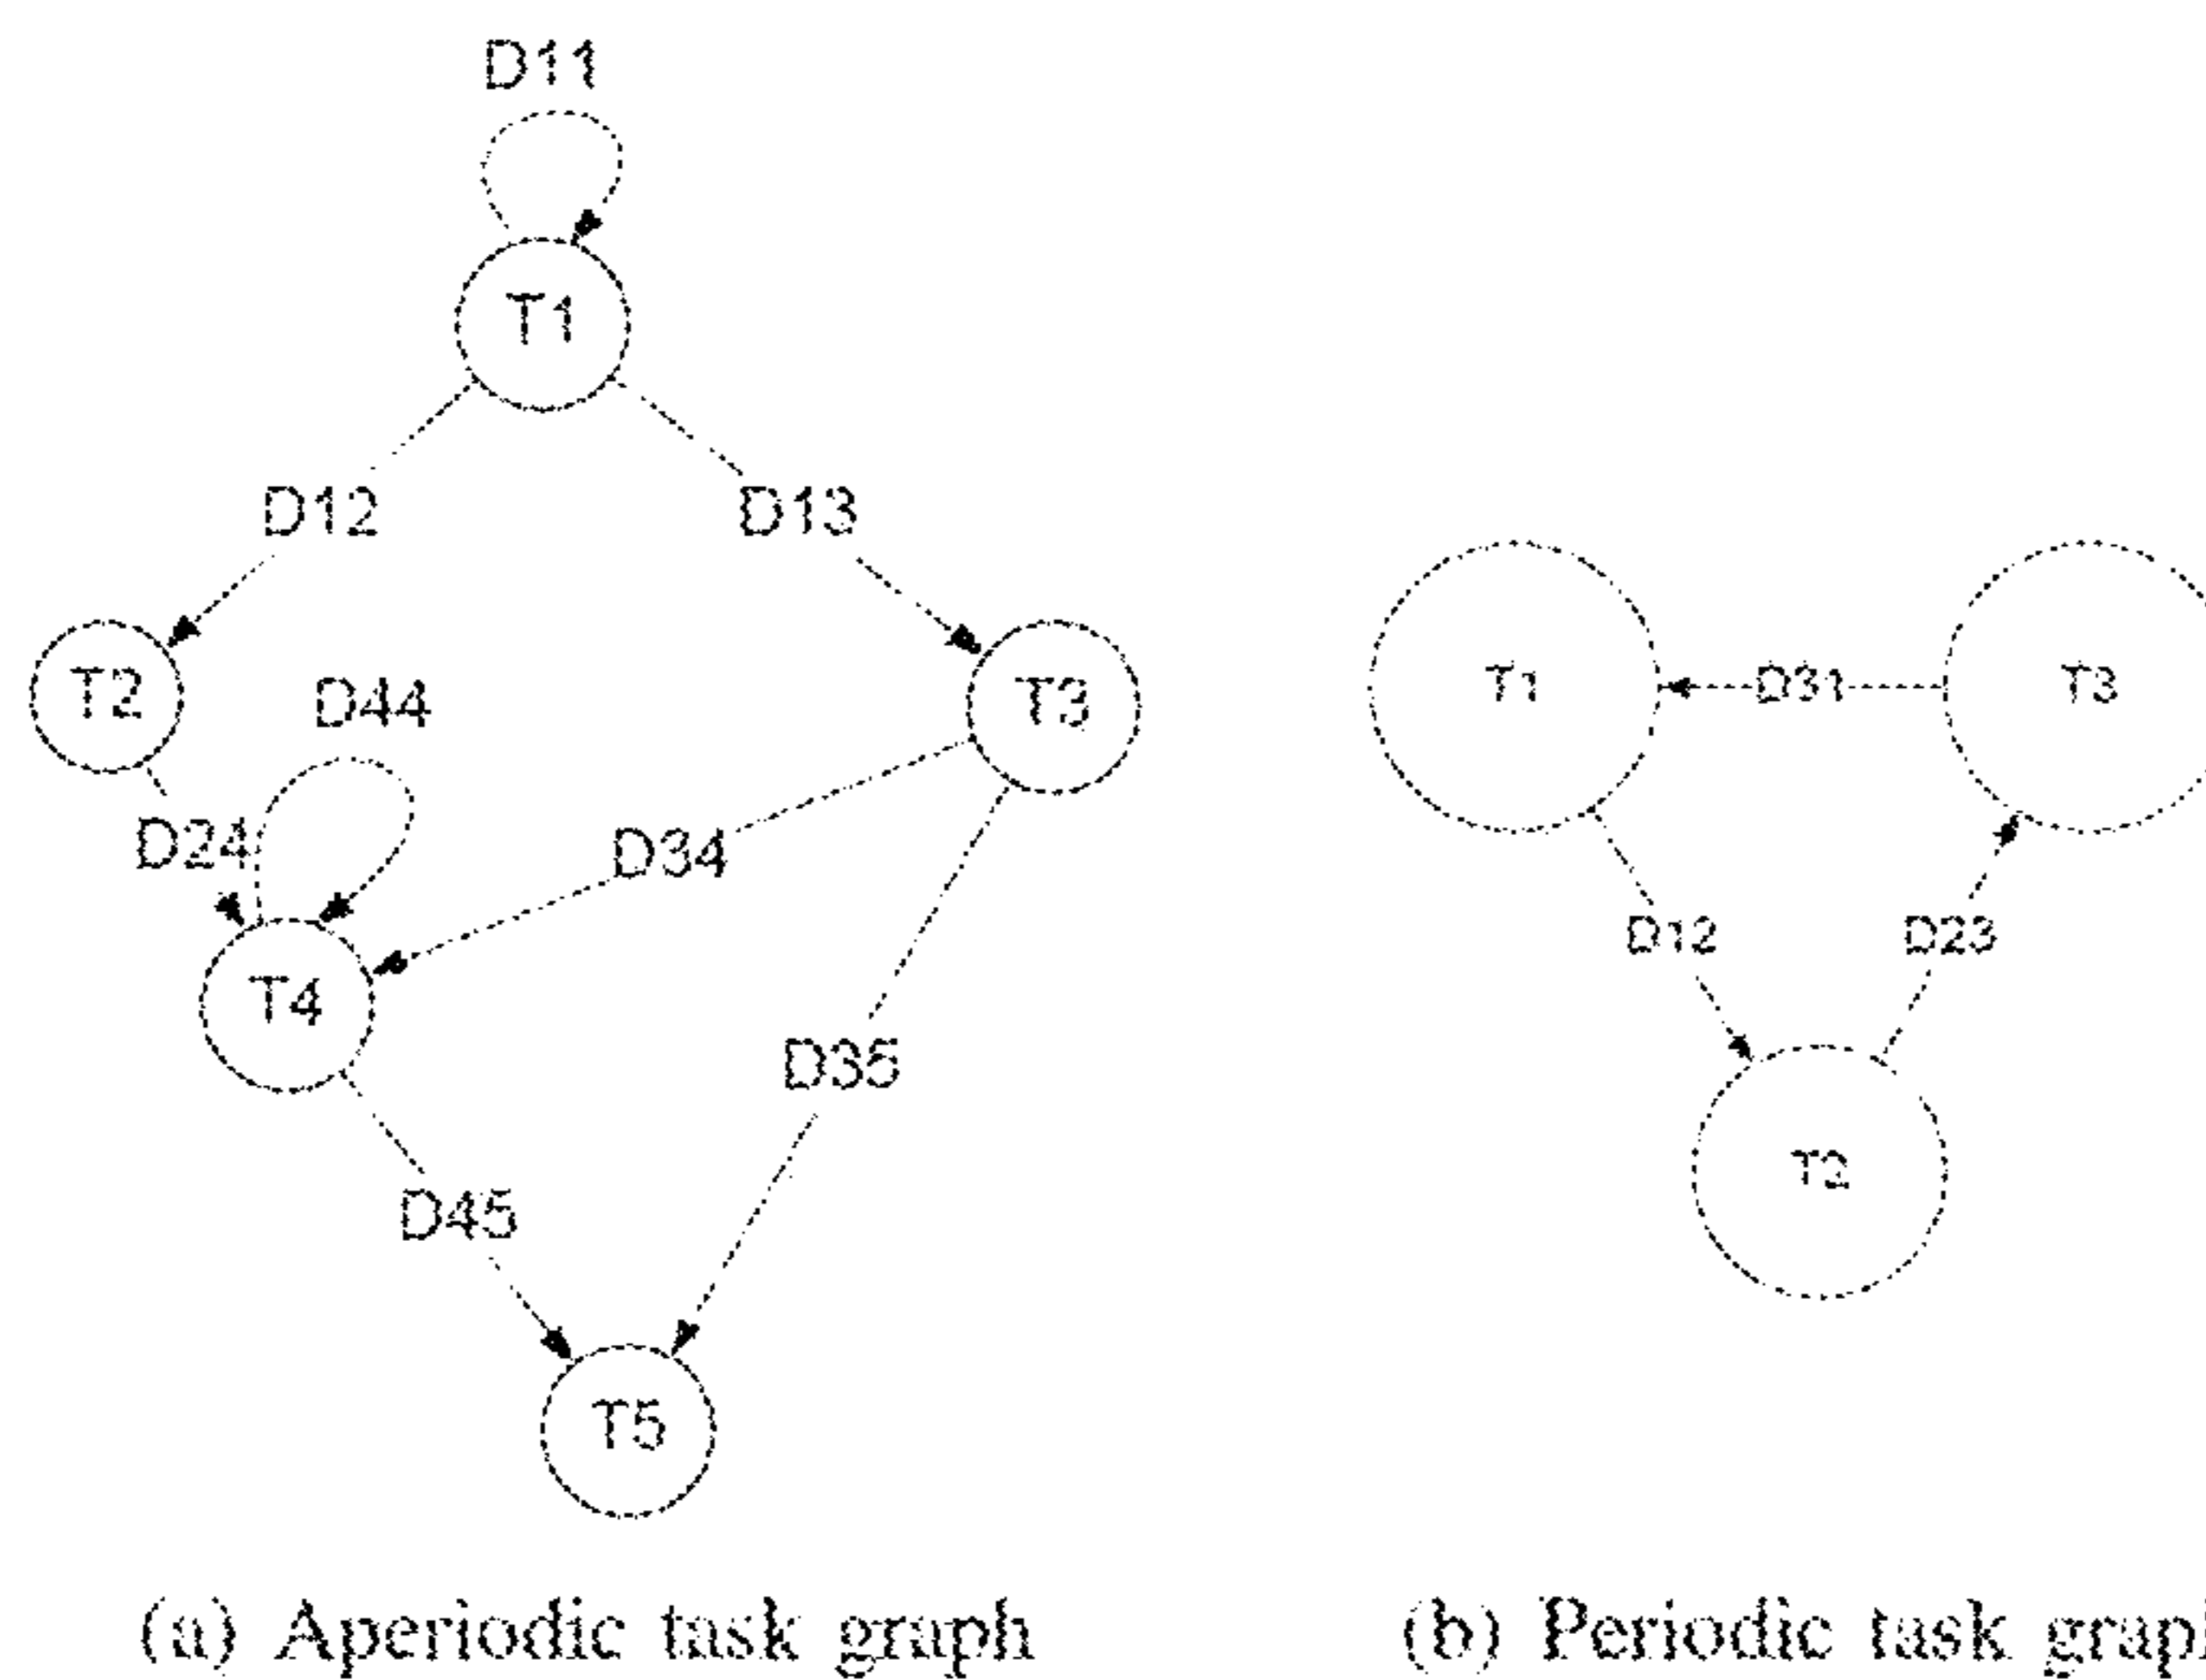 D11
T1
D12
D13
T2
D44
T3
D24
D34
T4
D35
D45
T5
(a) Aperiodic task graph
T1
D31
T3
D12
D23
T2
(b) Periodic task grap